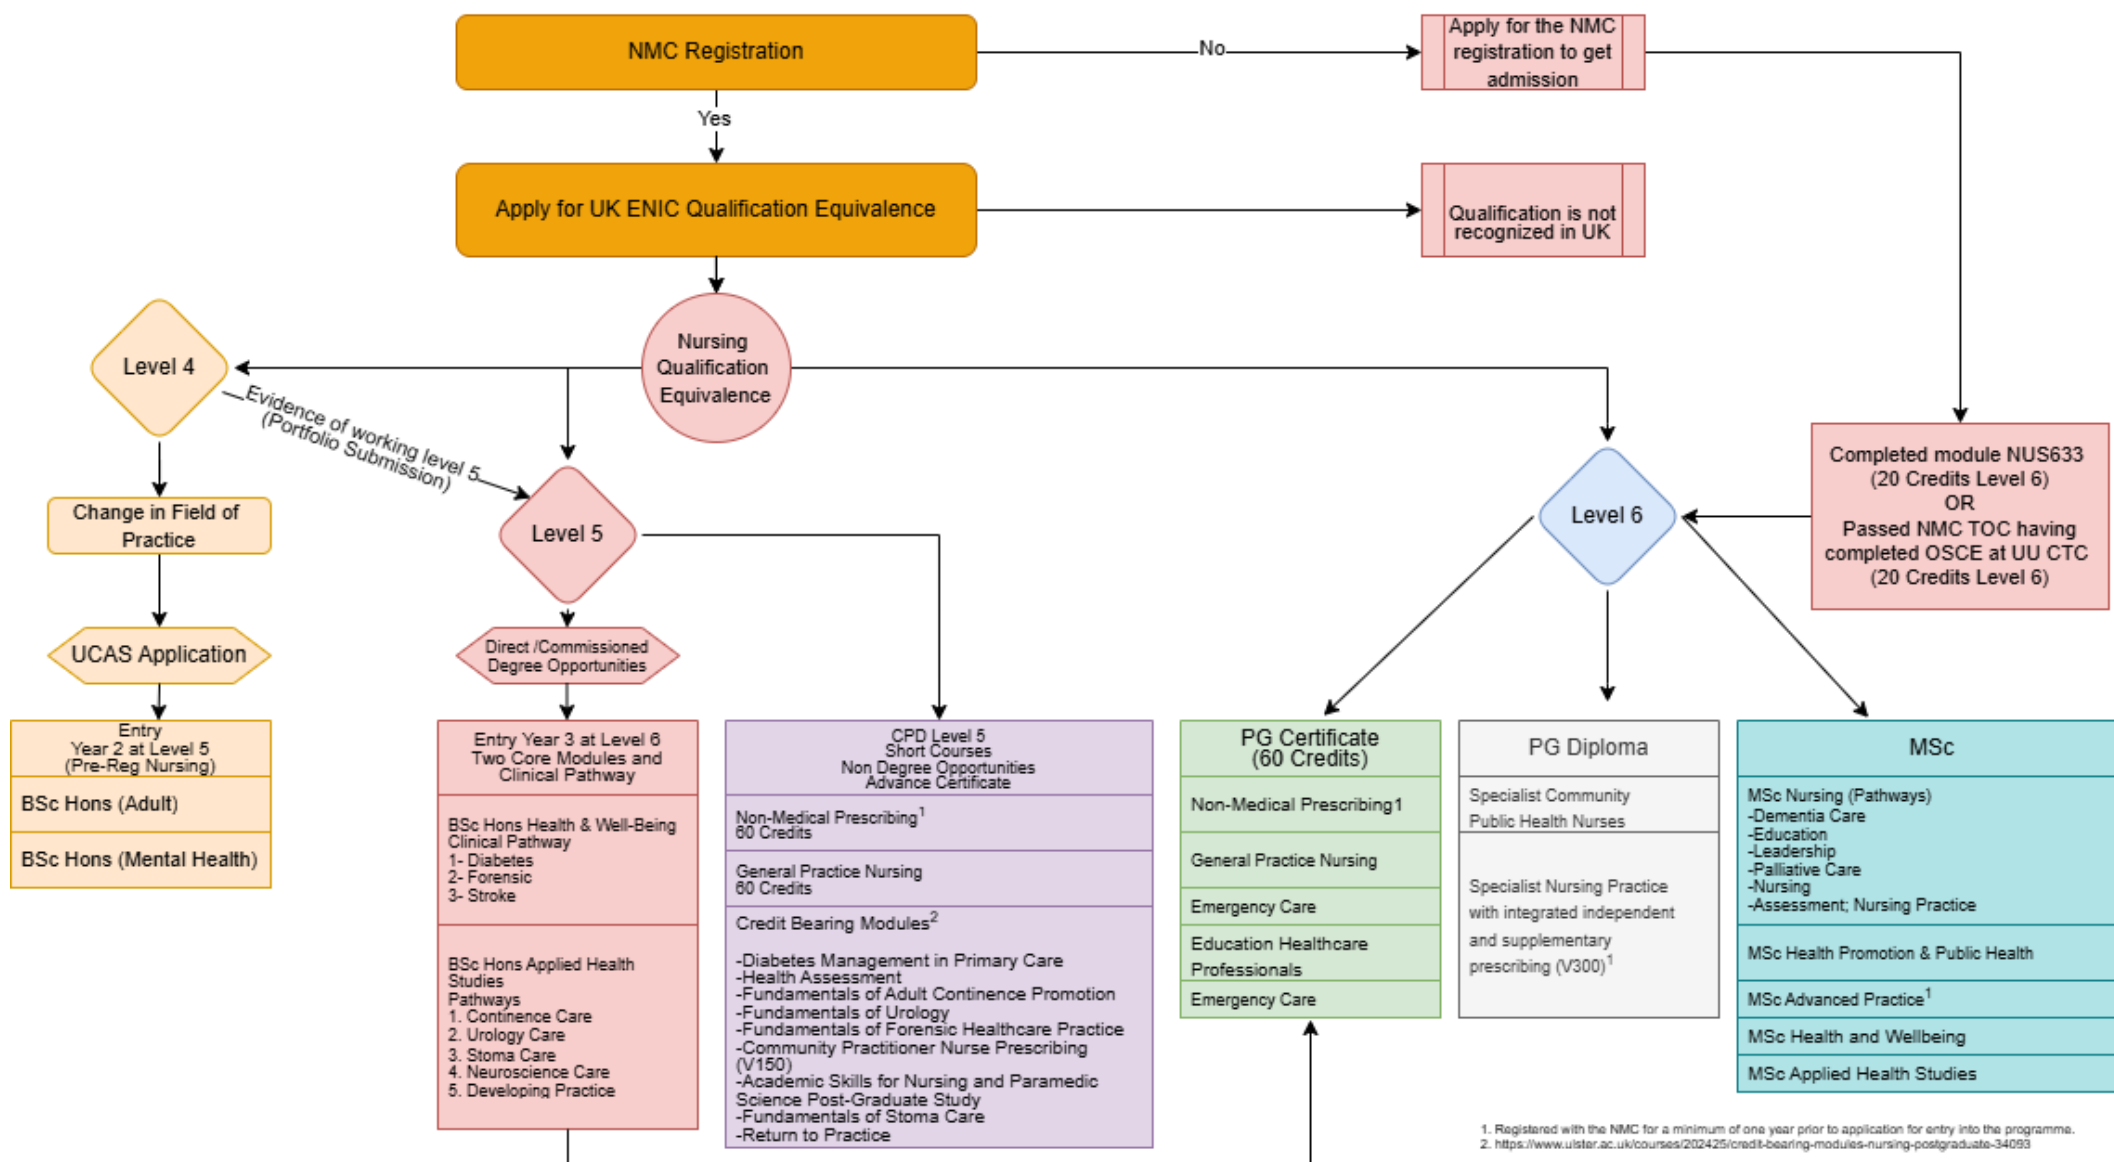 NMC Registration
No
Apply for the NMC
registration to get
admission
Yes
Apply for UK ENIC Qualification Equivalence
Qualification is not
recognized in UK
Nursing
Qualification
Equivalence
Level 4
Evidence of working level 5
(Portfolio Submission)
Change in Field of
Practice
Level 5
Level 6
Completed module NUS633
(20 Credits Level 6)
OR
Passed NMC TOC having
completed OSCE at UU CTC
(20 Credits Level 6)
UCAS Application
Direct /Commissioned
Degree Opportunities
Entry
Year 2 at Level 5
(Pre-Reg Nursing)
BSc Hons (Adult)
BSc Hons (Mental Health)
Entry Year 3 at Level 6
Two Core Modules and
Clinical Pathway
BSc Hons Health & Well-Being
Clinical Pathway
1- Diabetes
2- Forensic
3- Stroke
BSc Hons Applied Health
Studies
Pathways
1. Continence Care
2. Urology Care
3. Stoma Care
4. Neuroscience Care
5. Developing Practice
CPD Level 5
Short Courses
Non Degree Opportunities
Advance Certificate
Non-Medical Prescribing1
60 Credits
General Practice Nursing
60 Credits
Credit Bearing Modules2
-Diabetes Management in Primary Care
-Health Assessment
-Fundamentals of Adult Continence Promotion
-Fundamentals of Urology
-Fundamentals of Forensic Healthcare Practice
-Community Practitioner Nurse Prescribing
(V150)
-Academic Skills for Nursing and Paramedic
Science Post-Graduate Study
-Fundamentals of Stoma Care
-Return to Practice
PG Certificate
(60 Credits)
Non-Medical Prescribing1
General Practice Nursing
Emergency Care
Education Healthcare
Professionals
Emergency Care
PG Diploma
Specialist Community
Public Health Nurses
Specialist Nursing Practice
with integrated independent
and supplementary
prescribing (V300)1
MSc
MSc Nursing (Pathways)
-Dementia Care
-Education
-Leadership
-Palliative Care
-Nursing
-Assessment; Nursing Practice
MSc Health Promotion & Public Health
MSc Advanced Practice1
MSc Health and Wellbeing
MSc Applied Health Studies
1. Registered with the NMC for a minimum of one year prior to application for entry into the programme.
2. https://www.ulster.ac.uk/courses/202425/credit-bearing-modules-nursing-postgraduate-34093